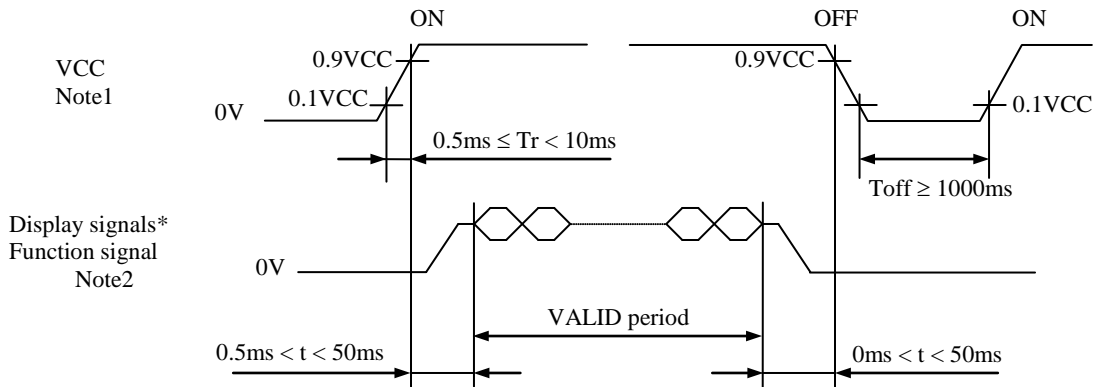 ON OFF ON
VCC
Note1
0.9VCC 0.9VCC
0V 0.1VCC 0.1VCC
0.5ms ≤ Tr < 10ms
Toff ≥ 1000ms
Display signals*
Function signal
Note2
0V
VALID period
0.5ms < t < 50ms 0ms < t < 50ms